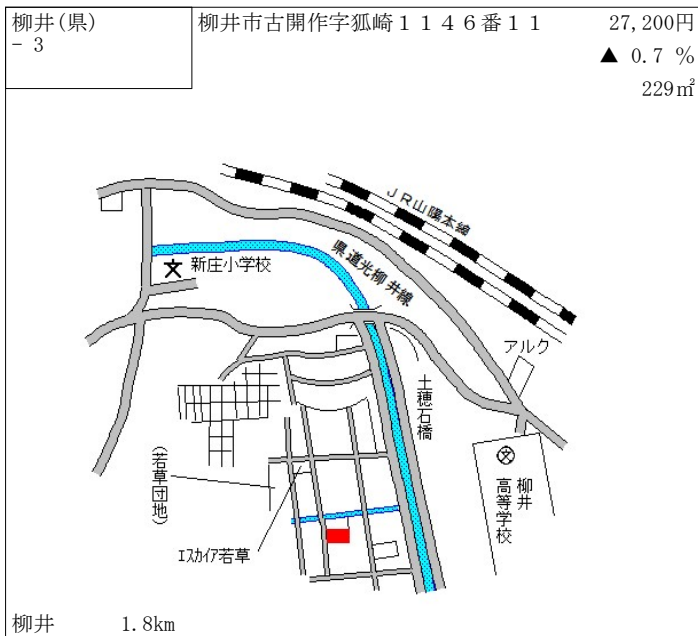 柳井(県)
- 3
柳井市古開作字狐崎１１４６番１１
27,200円
▲ 0.7 %
229㎡
ＪＲ山陽本線
県道光柳井線
新庄小学校
アルク
土穂石橋
柳井
高等学校
(若草団地)
ｴｽｶｲｱ若草
柳井 1.8km